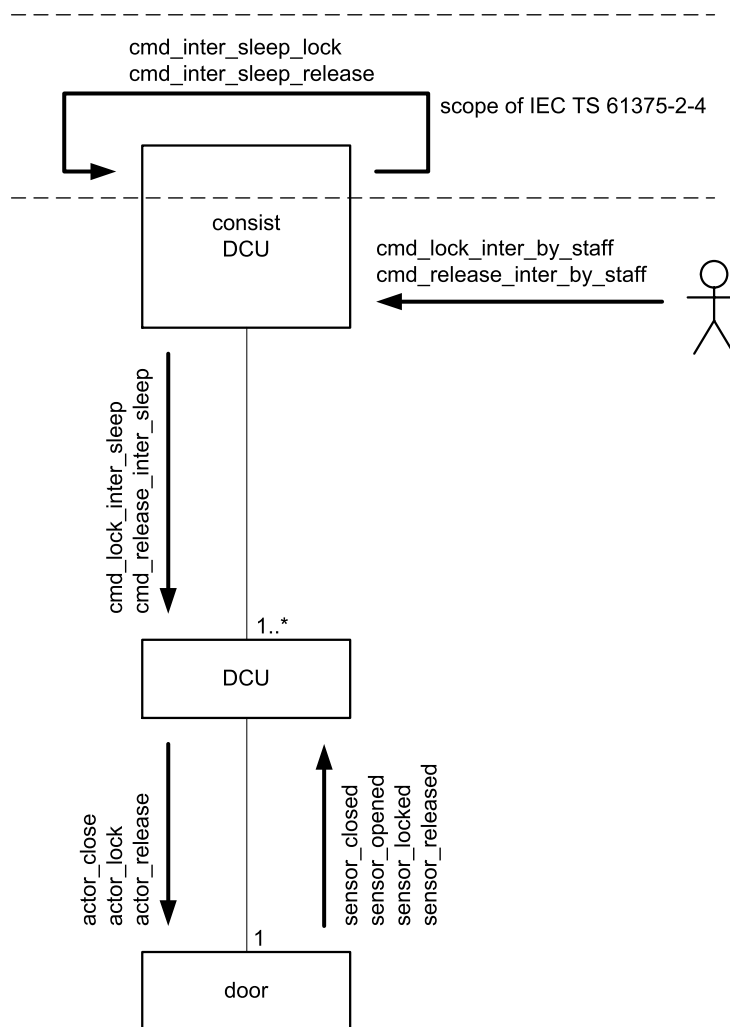 cmd_inter_sleep_lock
cmd_inter_sleep_release
scope of IEC TS 61375-2-4
consist
DCU
cmd_lock_inter_by_staff
cmd_release_inter_by_staff
cmd_lock_inter_sleep
cmd_release_inter_sleep
1..*
DCU
actor_close
actor_lock
actor_release
sensor_closed
sensor_opened
sensor_locked
sensor_released
1
door